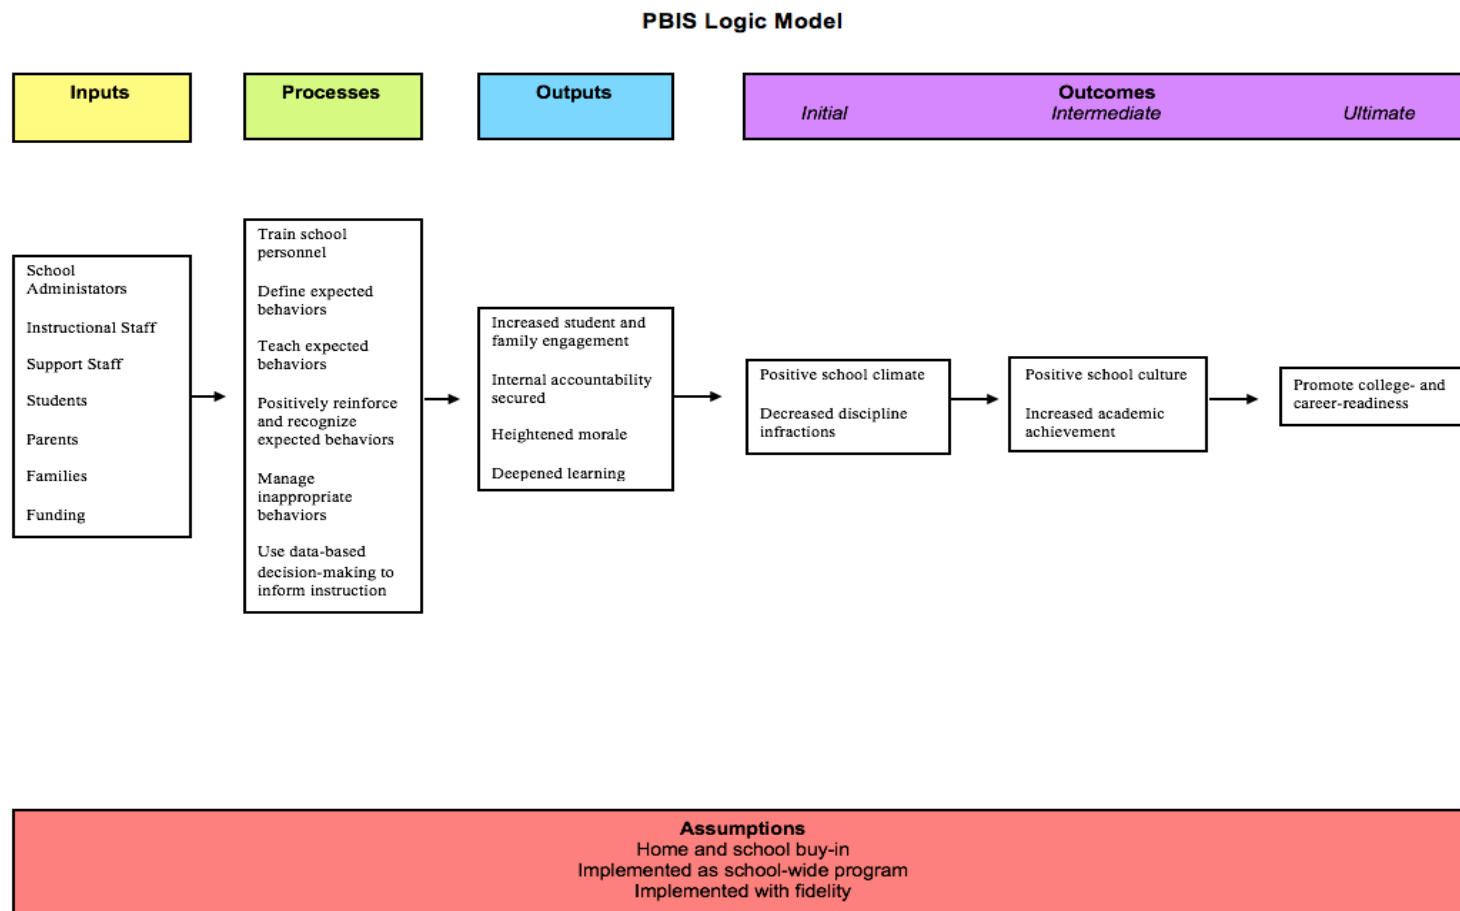 PBIS Logic Model
Inputs
Processes
Outputs
Outcomes
Initial
Intermediate
Ultimate
School
Administators
Instructional Staff
Support Staff
Students
Parents
Families
Funding
Train school
personnel
Define expected
behaviors
Teach expected
behaviors
Positively reinforce
and recognize
expected behaviors
Manage
inappropriate
behaviors
Use data-based
decision-making to
inform instruction
Increased student and
family engagement
Internal accountability
secured
Heightened morale
Deepened learning
Positive school climate
Decreased discipline
infractions
Positive school culture
Increased academic
achievement
Promote college- and
career-readiness
Assumptions
Home and school buy-in
Implemented as school-wide program
Implemented with fidelity